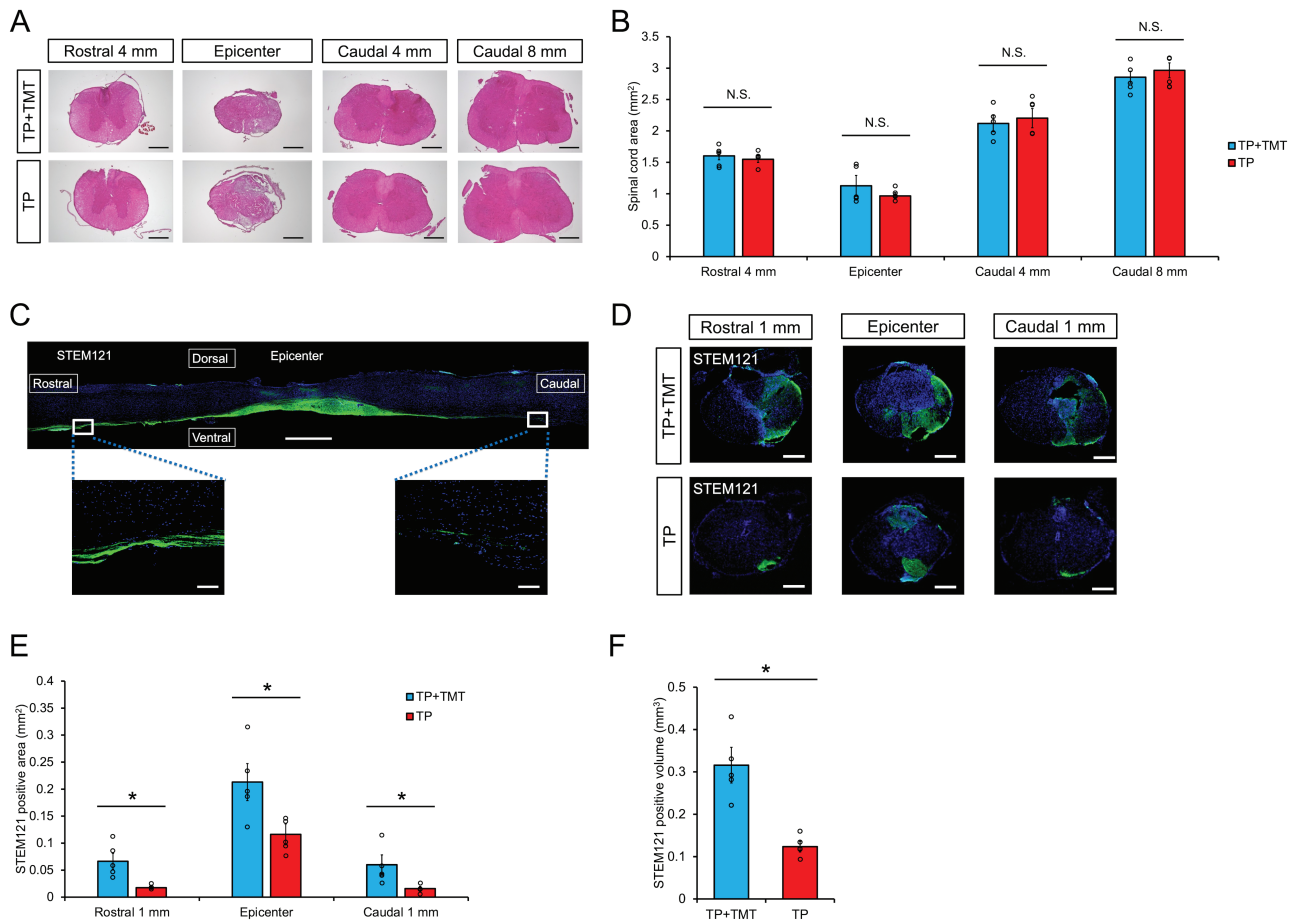 A
Rostral 4 mm
Epicenter
Caudal 4 mm
Caudal 8 mm
TP+TMT
TP
B
Spinal cord area (mm²)
3.5
3
2.5
2
1.5
1
0.5
0
N.S.
N.S.
N.S.
N.S.
Rostral 4 mm
Epicenter
Caudal 4 mm
Caudal 8 mm
TP+TMT
TP
C
STEM121
Dorsal
Epicenter
Rostral
Caudal
Ventral
D
Rostral 1 mm
Epicenter
Caudal 1 mm
TP+TMT
STEM121
TP
STEM121
E
STEM121 positive area (mm²)
0.4
0.35
0.3
0.25
0.2
0.15
0.1
0.05
0
*
*
*
TP+TMT
TP
Rostral 1 mm
Epicenter
Caudal 1 mm
F
STEM121 positive volume (mm³)
0.5
0.4
0.3
0.2
0.1
0
*
TP+TMT
TP